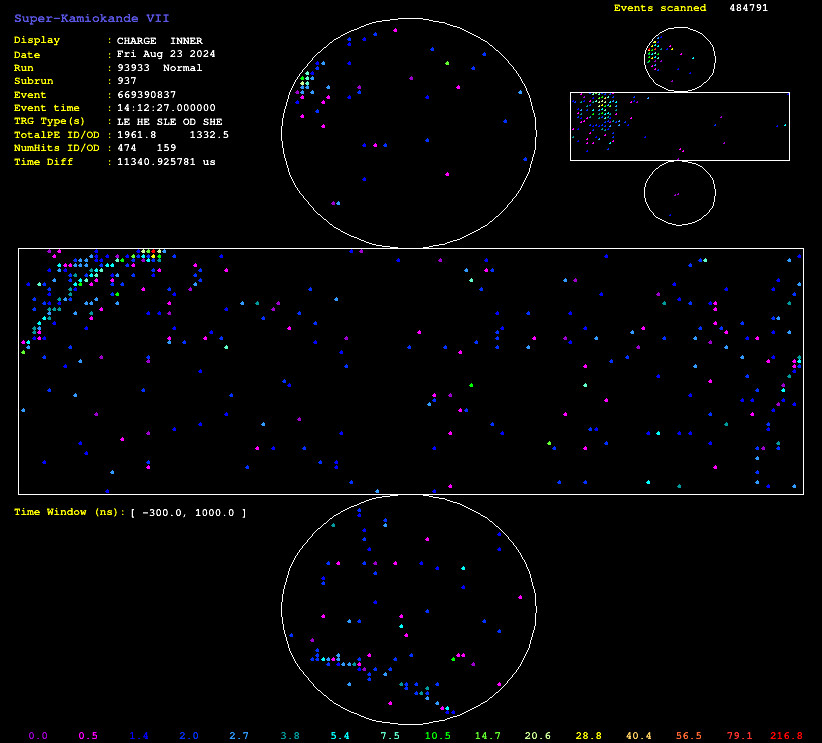 Super-Kamiokande VII
Events scanned 484791
Display : CHARGE INNER
Date : Fri Aug 23 2024
Run : 93933 Normal
Subrun : 937
Event : 669390837
Event time : 14:12:27.000000
TRG Type(s) : LE HE SLE OD SHE
TotalPE ID/OD : 1961.8 1332.5
NumHits ID/OD : 474 159
Time Diff : 11340.925781 us
Time Window (ns): [ -300.0, 1000.0 ]
0.0 0.5 1.4 2.0 2.7 3.8 5.4 7.5 10.5 14.7 20.6 28.8 40.4 56.5 79.1 216.8